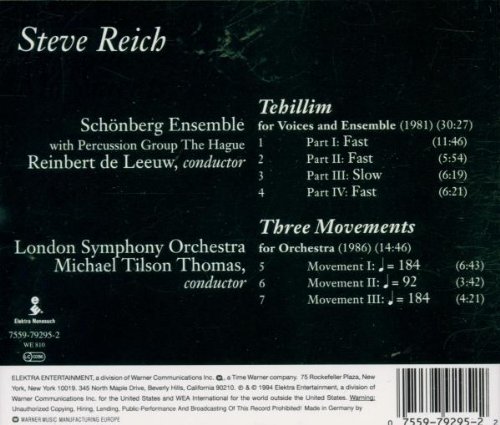 Steve Reich
Tehillim
Schönberg Ensemble for Voices and Ensemble (1981) (30:27)
with Percussion Group The Hague 1 Part I: Fast (11:46)
Reinbert de Leeuw, conductor 2 Part II: Fast (5:54)
3 Part III: Slow (6:19)
4 Part IV: Fast (6:21)
Three Movements
London Symphony Orchestra for Orchestra (1986) (14:46)
Michael Tilson Thomas, 5 Movement I: ♩ = 184 (6:43)
conductor 6 Movement II: ♩ = 92 (3:42)
7 Movement III: ♩ = 184 (4:21)
Elektra Nonesuch
7559-79295-2
WE 810
LC 0286
ELEKTRA ENTERTAINMENT, a division of Warner Communications Inc. , a Time Warner company. 75 Rockefeller Plaza, New
York, New York 10019. 345 North Maple Drive, Beverly Hills, California 90210. ℗ & © 1994 Elektra Entertainment, a division of
Warner Communications Inc. for the United States and WEA International for the world outside the United States. Warning:
Unauthorized Copying, Hiring, Lending, Public-Performance And Broadcasting Of This Record Prohibited! Made in Germany by
WARNER MUSIC MANUFACTURING EUROPE
0 7559-79295-2 2